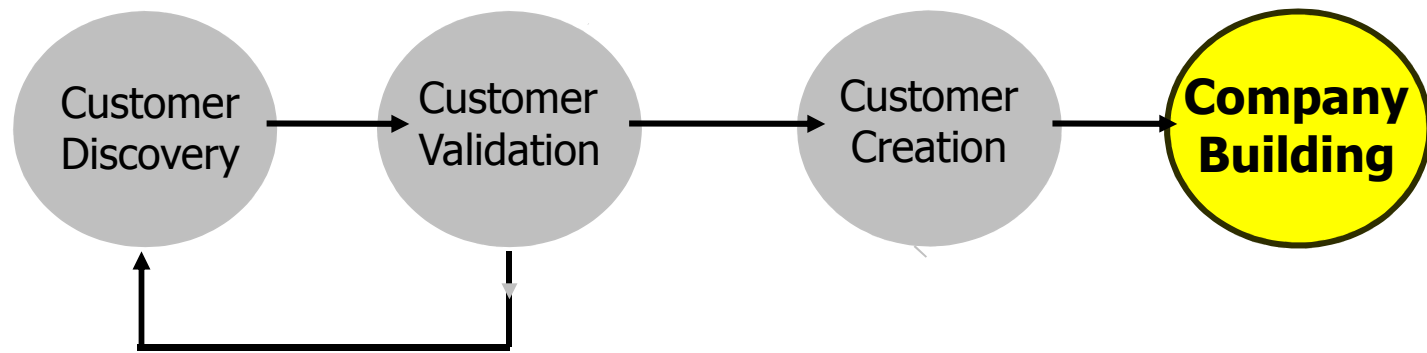 Customer
Discovery
Customer
Validation
Customer
Creation
Company
Building